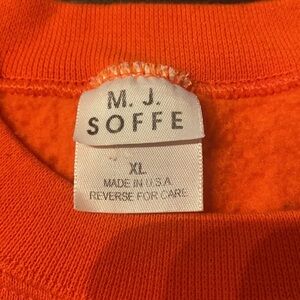 M. J.
SOFFE
XL
MADE IN U.S.A
REVERSE FOR CARE